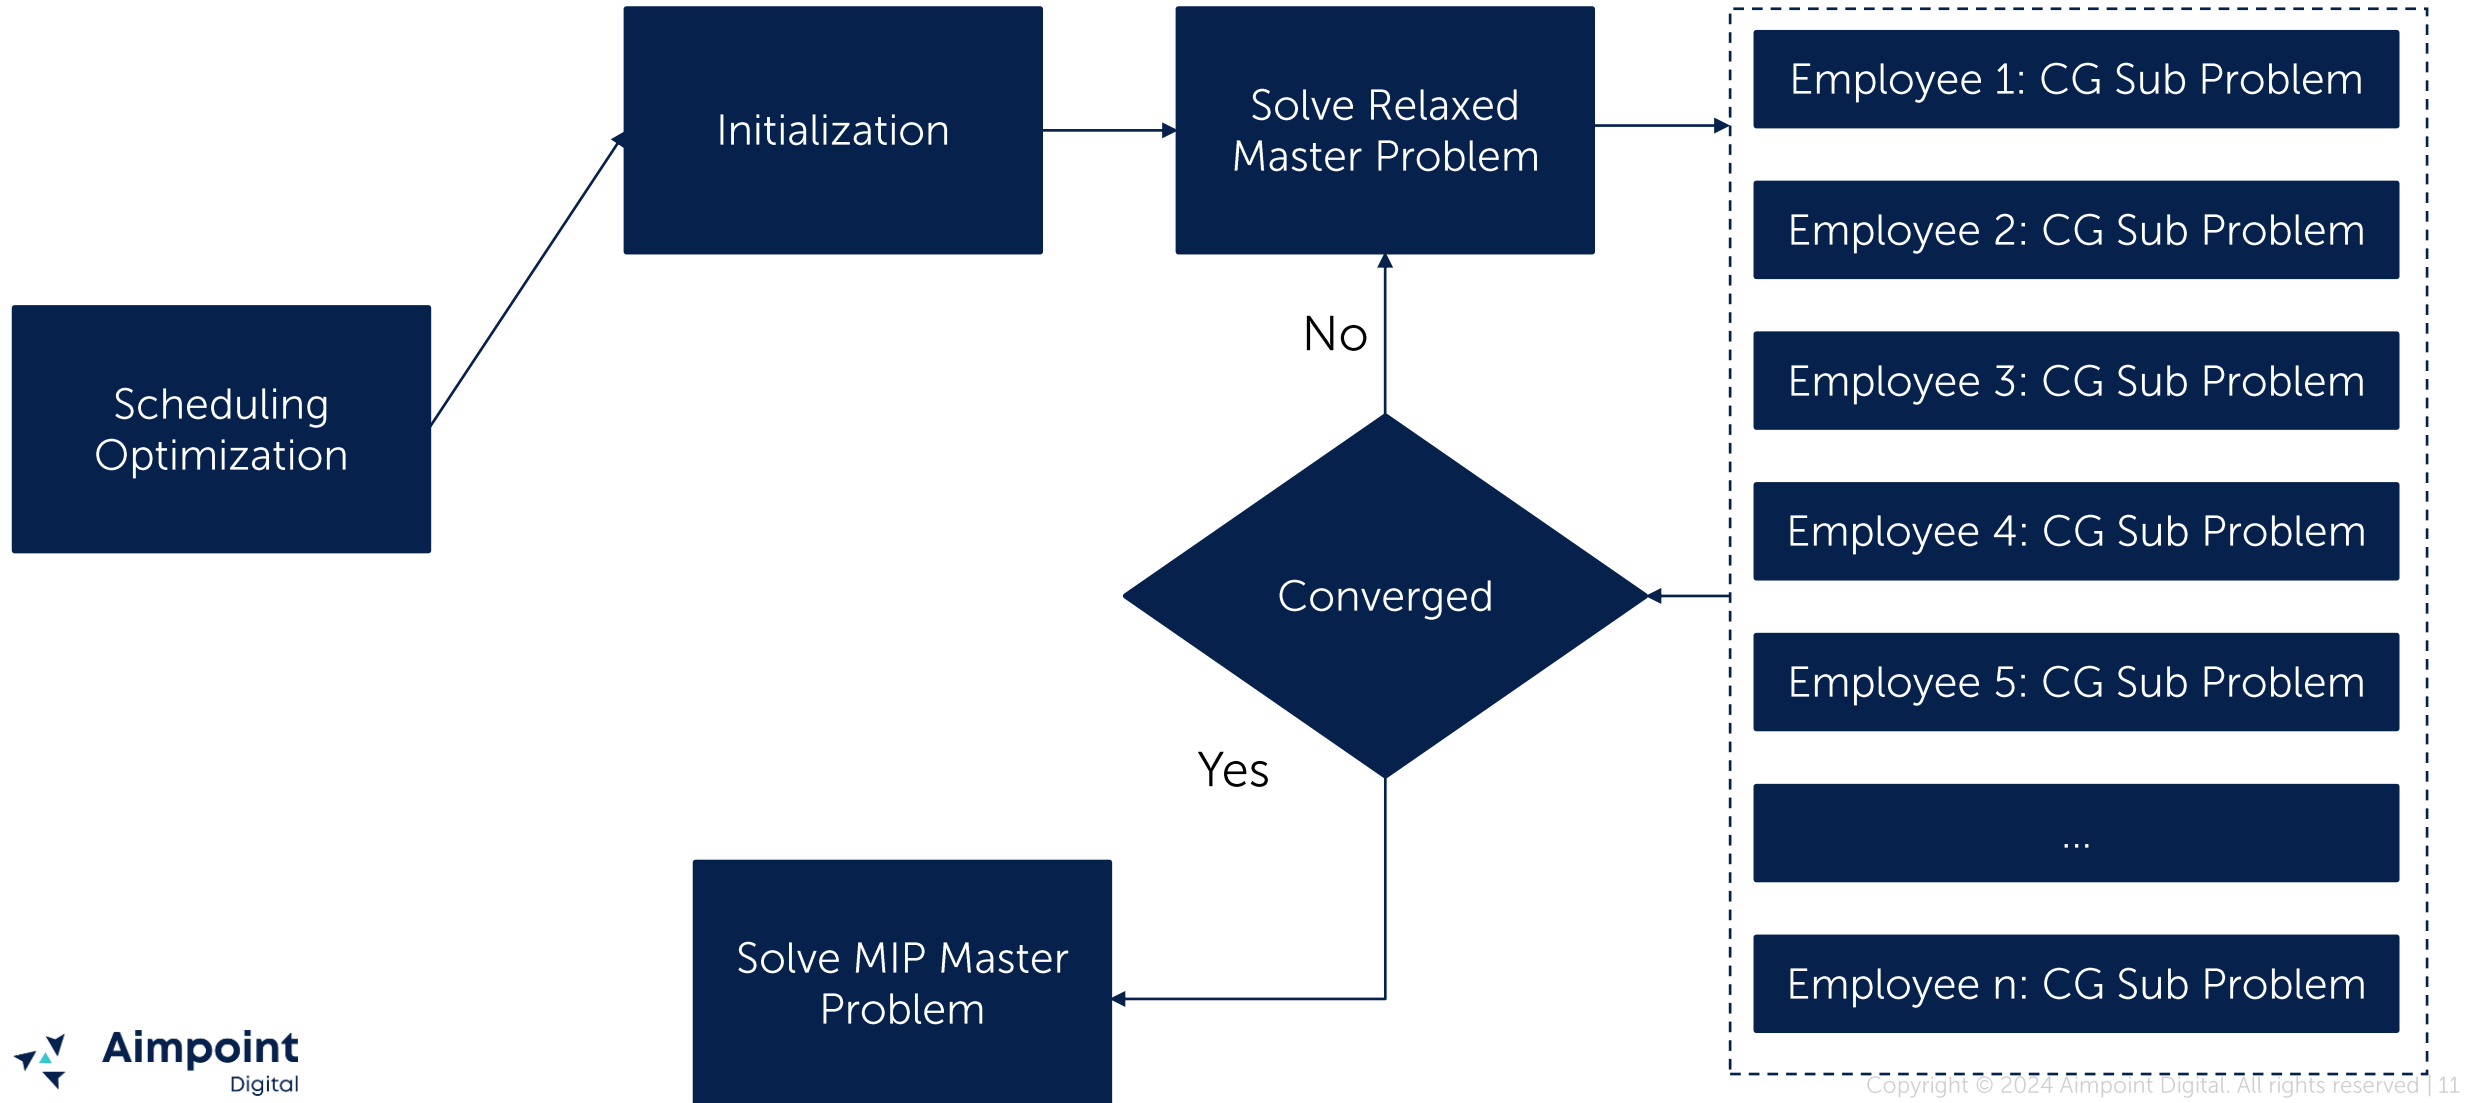 Scheduling
Optimization
Initialization
Solve Relaxed
Master Problem
Employee 1: CG Sub Problem
Employee 2: CG Sub Problem
Employee 3: CG Sub Problem
Employee 4: CG Sub Problem
Employee 5: CG Sub Problem
...
Employee n: CG Sub Problem
No
Converged
Yes
Solve MIP Master
Problem
Aimpoint
Digital
Copyright © 2024 Aimpoint Digital. All rights reserved | 11